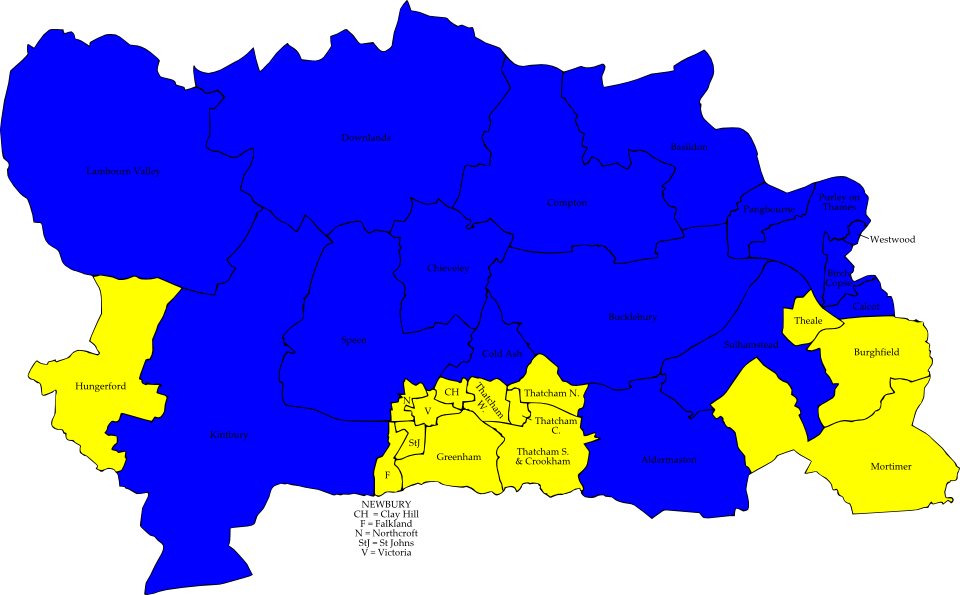 Downlands
Lambourn Valley
Basildon
Compton
Pangbourne
Purley on
Thames
Westwood
Chieveley
Birch
Copse
Calcot
Bucklebury
Theale
Speen
Sulhamstead
Cold Ash
Burghfield
Hungerford
CH
Thatcham
W.
Thatcham N.
N
V
Thatcham
C.
Kintbury
StJ
Greenham
Thatcham S.
& Crookham
Aldermaston
Mortimer
F
NEWBURY
CH = Clay Hill
F = Falkland
N = Northcroft
StJ = St Johns
V = Victoria